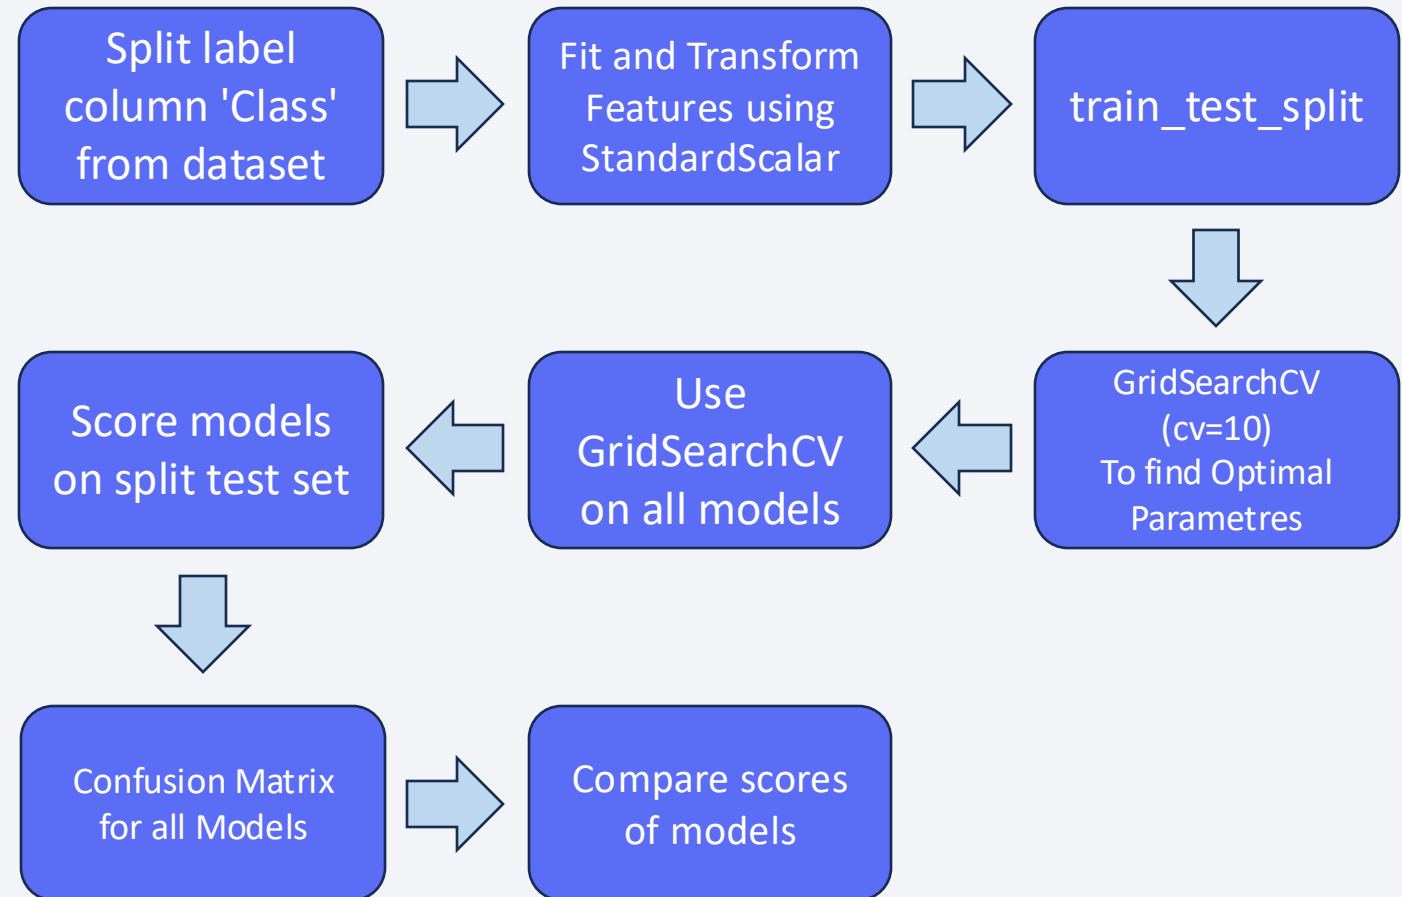 Split label
column 'Class'
from dataset
Fit and Transform
Features using
StandardScalar
train_test_split
GridSearchCV
(cv=10)
To find Optimal
Parametres
Use
GridSearchCV
on all models
Score models
on split test set
Confusion Matrix
for all Models
Compare scores
of models